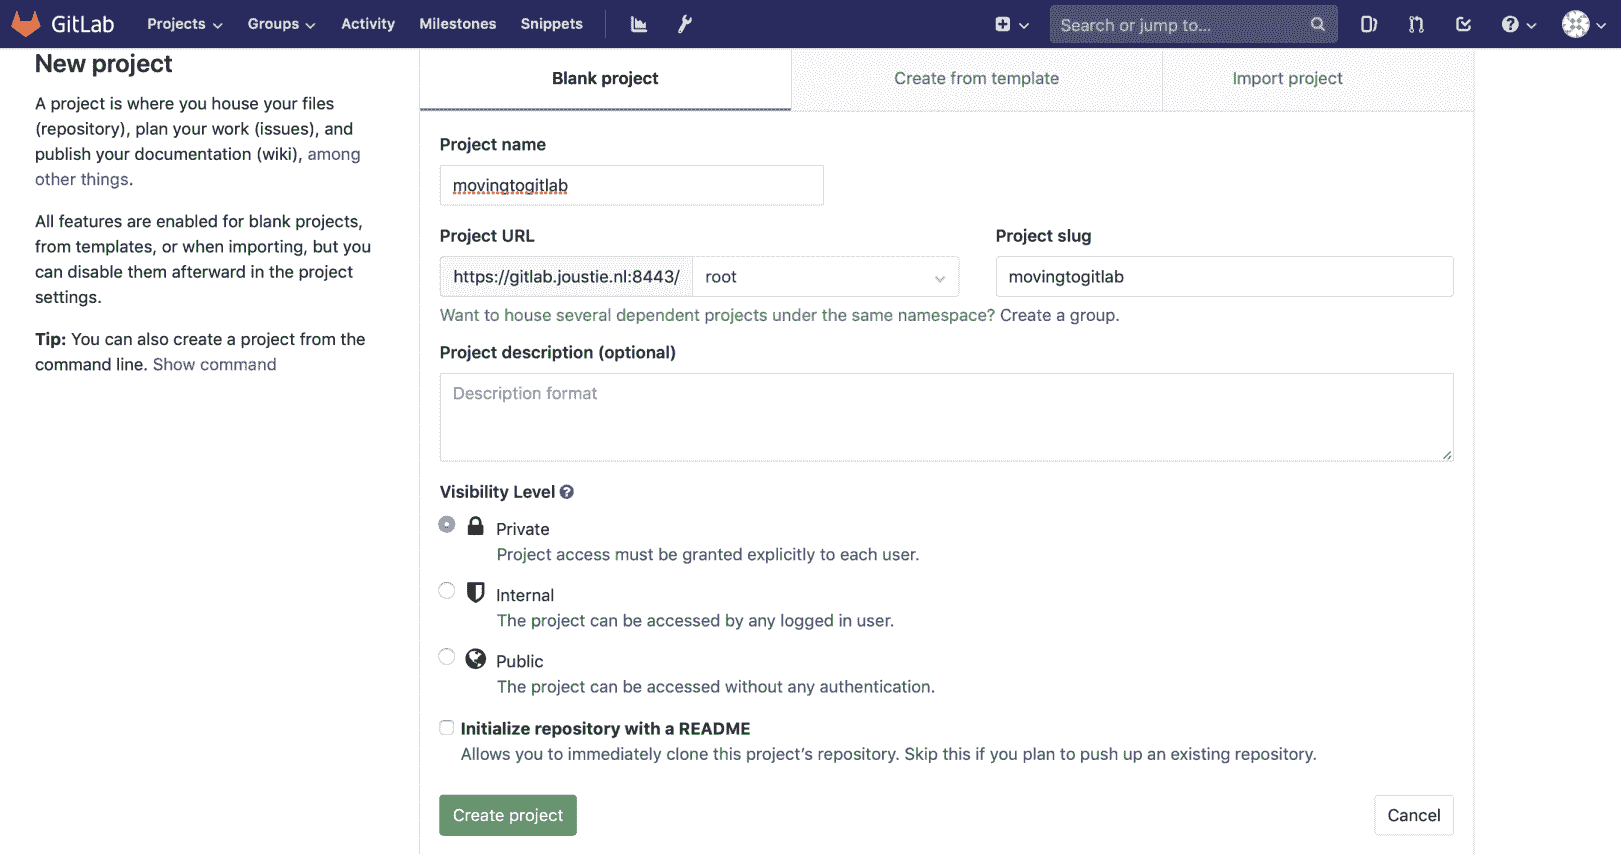 GitLab Projects Groups Activity Milestones Snippets Search or jump to...
New project
A project is where you house your files
(repository), plan your work (issues), and
publish your documentation (wiki), among
other things.
All features are enabled for blank projects,
from templates, or when importing, but you
can disable them afterward in the project
settings.
Tip: You can also create a project from the
command line. Show command
Blank project Create from template Import project
Project name
movingtogitlab
Project URL Project slug
https://gitlab.joustie.nl:8443/ root movingtogitlab
Want to house several dependent projects under the same namespace? Create a group.
Project description (optional)
Description format
Visibility Level
Private
Project access must be granted explicitly to each user.
Internal
The project can be accessed by any logged in user.
Public
The project can be accessed without any authentication.
Initialize repository with a README
Allows you to immediately clone this project’s repository. Skip this if you plan to push up an existing repository.
Create project Cancel